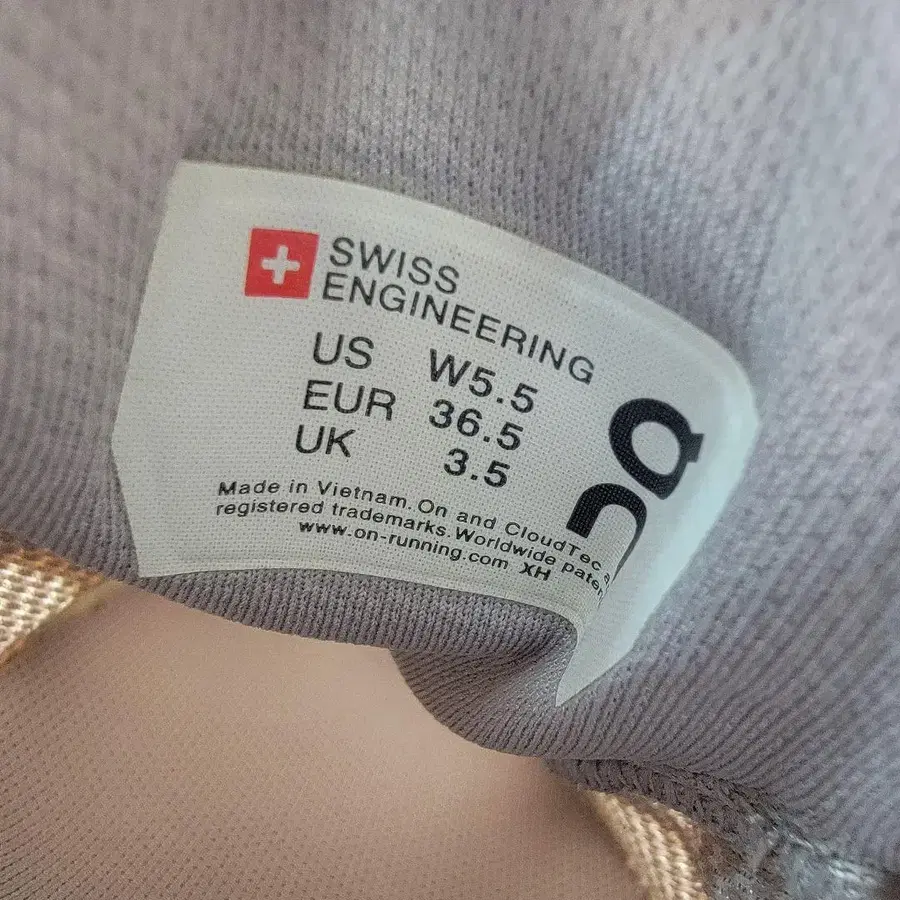 SWISS
ENGINEERING
US W5.5
EUR 36.5
UK 3.5
Made in Vietnam. On and CloudTec
registered trademarks. Worldwide
www.on-running.com XH
On